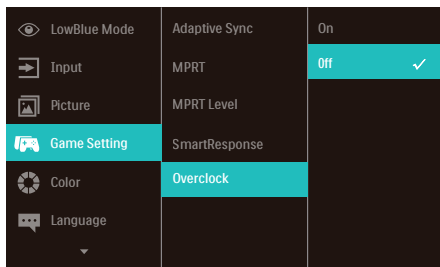 LowBlue Mode
Input
Picture
Game Setting
Color
Language
Adaptive Sync
MPRT
MPRT Level
SmartResponse
Overclock
On
Off